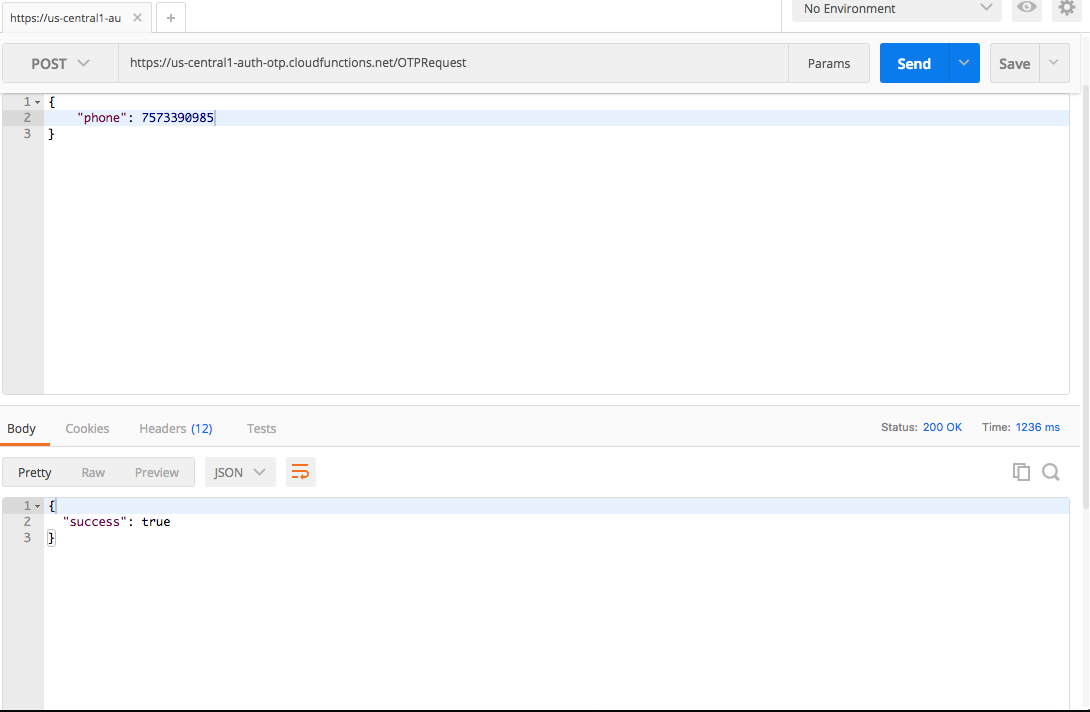 https://us-central1-au
No Environment
POST
https://us-central1-auth-otp.cloudfunctions.net/OTPRequest
Params
Send
Save
1 {
2 "phone": 7573390985
3 }
Body
Cookies
Headers (12)
Tests
Status: 200 OK
Time: 1236 ms
Pretty
Raw
Preview
JSON
1 {
2 "success": true
3 }